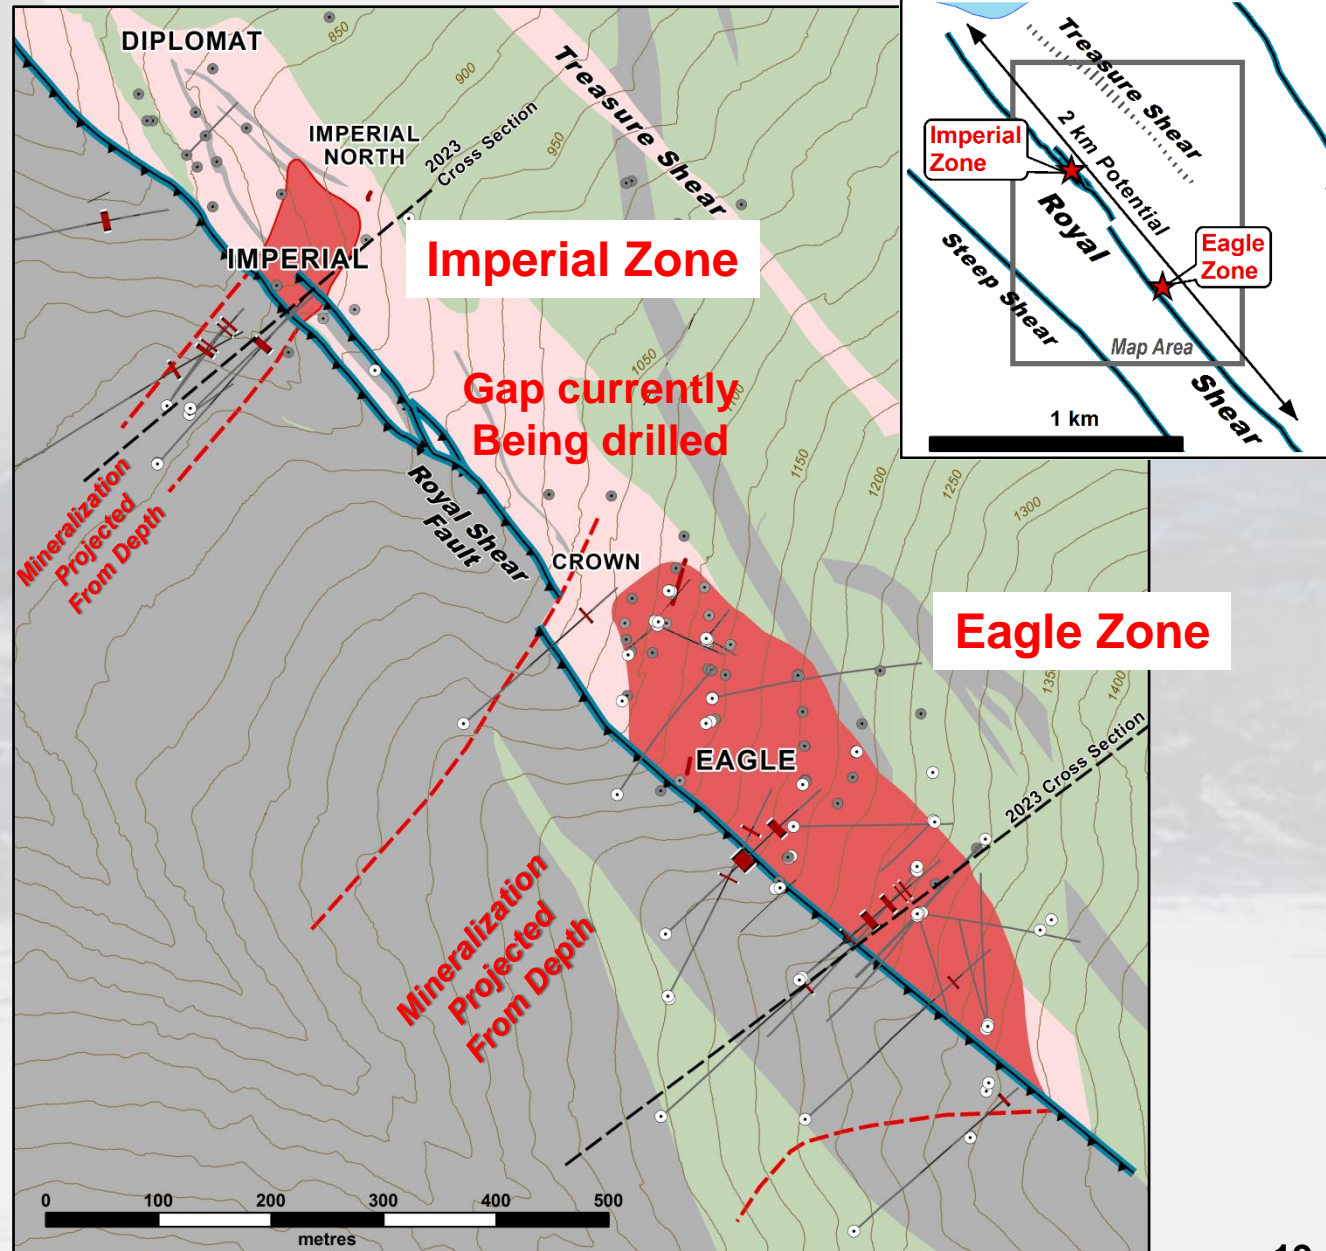 DIPLOMAT
850
900
950
Treasure Shear
IMPERIAL
NORTH
2023
Cross Section
IMPERIAL
Imperial Zone
Gap currently
Being drilled
1050
1100
1150
1200
1250
1300
1350
1400
Mineralization
Projected
From Depth
Royal Shear
Fault
CROWN
Eagle Zone
EAGLE
2023 Cross Section
Mineralization
Projected
From Depth
0 100 200 300 400 500
metres
Treasure Shear
Imperial
Zone
2 km Potential
Royal
Shear
Eagle
Zone
Steep Shear
Map Area
1 km